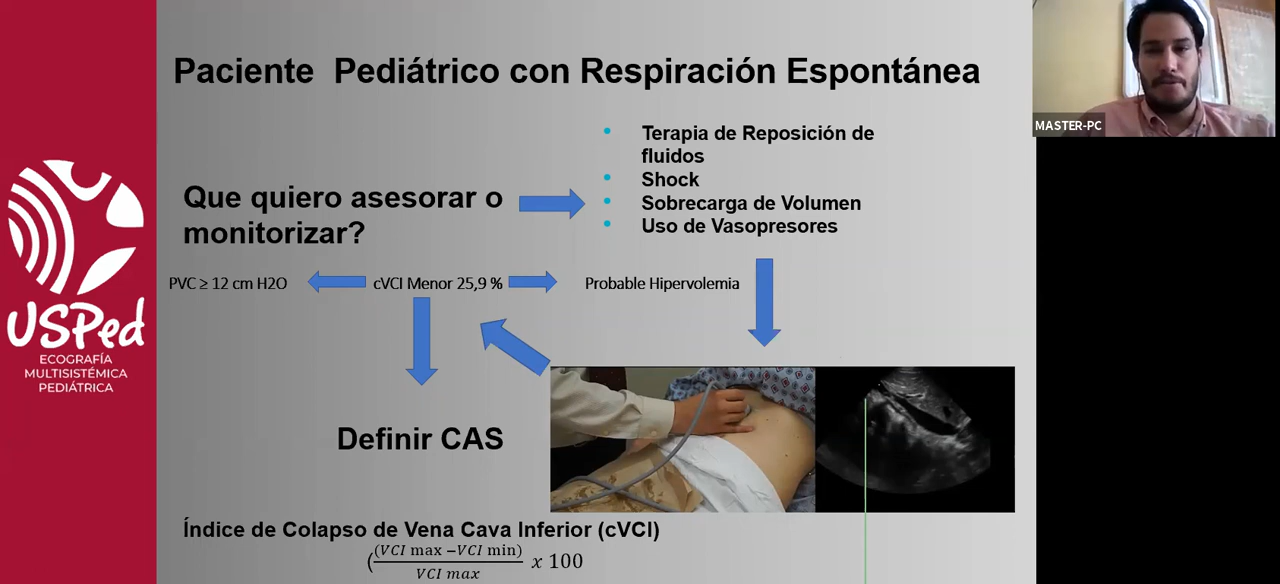 Paciente  Pediátrico con Respiración Espontánea
MASTER-PC
Que quiero asesorar o
monitorizar?
• Terapia de Reposición de
fluidos
• Shock
• Sobrecarga de Volumen
• Uso de Vasopresores
PVC ≥ 12 cm H2O
cVCI Menor 25,9 %
Probable Hipervolemia
USPed
ECOGRAFÍA
MULTISISTÉMICA
PEDIÁTRICA
Definir CAS
Índice de Colapso de Vena Cava Inferior (cVCI)
((VCI max −VCI min)
VCI max
x 100